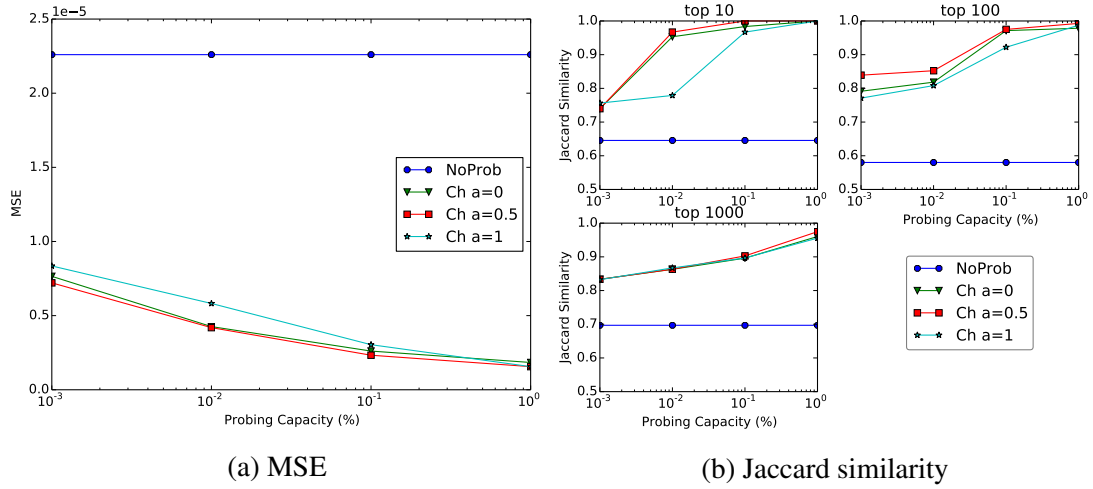 2.5 1e−5
2.0
1.5
1.0
0.5
0.0
MSE
10^-3
10^-2
10^-1
10^0
Probing Capacity (%)
NoProb
Ch a=0
Ch a=0.5
Ch a=1
(a) MSE
top 10
1.0
0.9
0.8
0.7
0.6
0.5
Jaccard Similarity
10^-3
10^-2
10^-1
10^0
top 100
1.0
0.9
0.8
0.7
0.6
0.5
10^-3
10^-2
10^-1
10^0
Probing Capacity (%)
top 1000
1.0
0.9
0.8
0.7
0.6
0.5
Jaccard Similarity
10^-3
10^-2
10^-1
10^0
Probing Capacity (%)
NoProb
Ch a=0
Ch a=0.5
Ch a=1
(b) Jaccard similarity